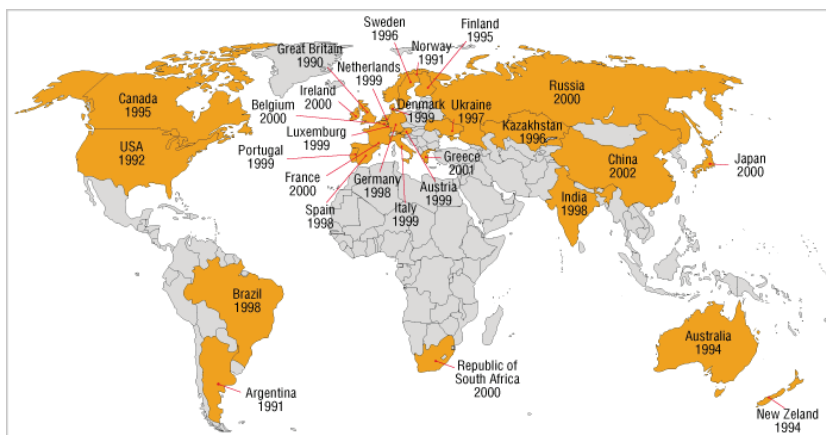 Sweden
1996
Finland
1995
Norway
1991
Great Britain
1990
Netherlands
1999
Ireland
2000
Belgium
2000
Luxemburg
1999
Portugal
1999
France
2000
Spain
1998
Germany
1998
Italy
1999
Austria
1999
Denmark
1999
Greece
2001
Ukraine
1997
Kazakhstan
1996
Russia
2000
China
2002
Japan
2000
India
1998
Canada
1995
USA
1992
Brazil
1998
Argentina
1991
Republic of
South Africa
2000
Australia
1994
New Zeland
1994